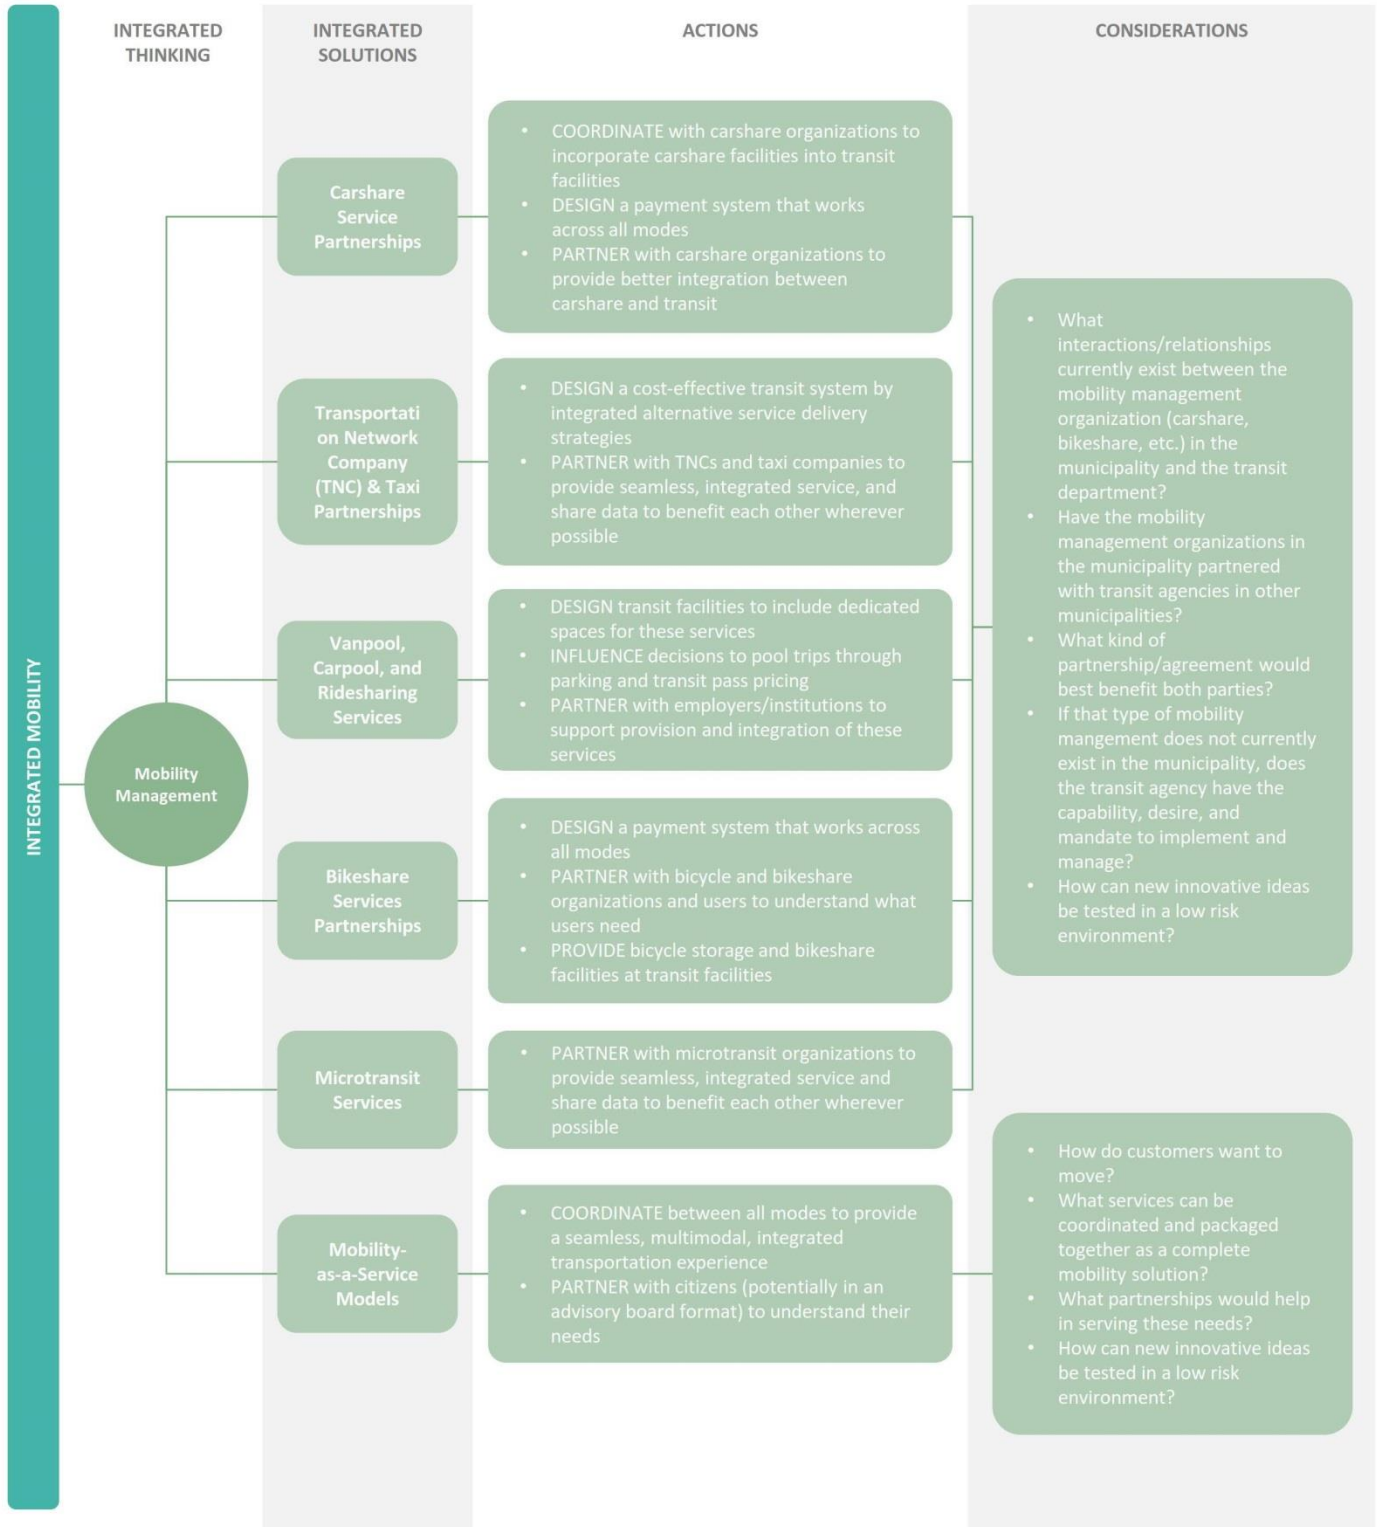 INTEGRATED
THINKING
INTEGRATED
SOLUTIONS
ACTIONS
CONSIDERATIONS
INTEGRATED MOBILITY
Mobility
Management
Carshare
Service
Partnerships
• COORDINATE with carshare organizations to
incorporate carshare facilities into transit
facilities
• DESIGN a payment system that works
across all modes
• PARTNER with carshare organizations to
provide better integration between
carshare and transit
Transportati
on Network
Company
(TNC) & Taxi
Partnerships
• DESIGN a cost-effective transit system by
integrated alternative service delivery
strategies
• PARTNER with TNCs and taxi companies to
provide seamless, integrated service, and
share data to benefit each other wherever
possible
Vanpool,
Carpool, and
Ridesharing
Services
• DESIGN transit facilities to include dedicated
spaces for these services
• INFLUENCE decisions to pool trips through
parking and transit pass pricing
• PARTNER with employers/institutions to
support provision and integration of these
services
Bikeshare
Services
Partnerships
• DESIGN a payment system that works across
all modes
• PARTNER with bicycle and bikeshare
organizations and users to understand what
users need
• PROVIDE bicycle storage and bikeshare
facilities at transit facilities
Microtransit
Services
• PARTNER with microtransit organizations to
provide seamless, integrated service and
share data to benefit each other wherever
possible
• What
interactions/relationships
currently exist between the
mobility management
organization (carshare,
bikeshare, etc.) in the
municipality and the transit
department?
• Have the mobility
management organizations in
the municipality partnered
with transit agencies in other
municipalities?
• What kind of
partnership/agreement would
best benefit both parties?
• If that type of mobility
mangement does not currently
exist in the municipality, does
the transit agency have the
capability, desire, and
mandate to implement and
manage?
• How can new innovative ideas
be tested in a low risk
environment?
Mobility-
as-a-Service
Models
• COORDINATE between all modes to provide
a seamless, multimodal, integrated
transportation experience
• PARTNER with citizens (potentially in an
advisory board format) to understand their
needs
• How do customers want to
move?
• What services can be
coordinated and packaged
together as a complete
mobility solution?
• What partnerships would help
in serving these needs?
• How can new innovative ideas
be tested in a low risk
environment?